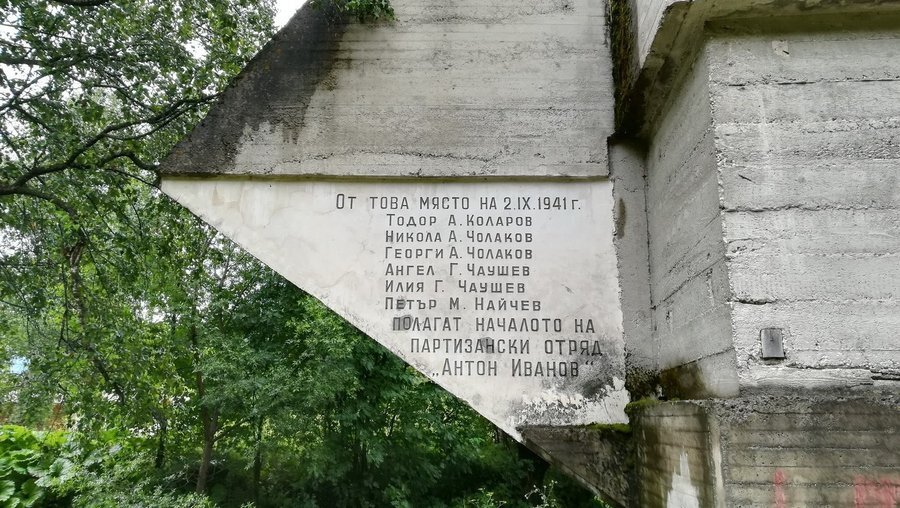 От това място на 2.IX.1941 г.
Тодор А. Коларов
Никола А. Чолаков
Георги А. Чолаков
Ангел Г. Чаушев
Илия Г. Чаушев
Петър М. Найчев
полагат началото на
партизански отряд
„Антон Иванов“